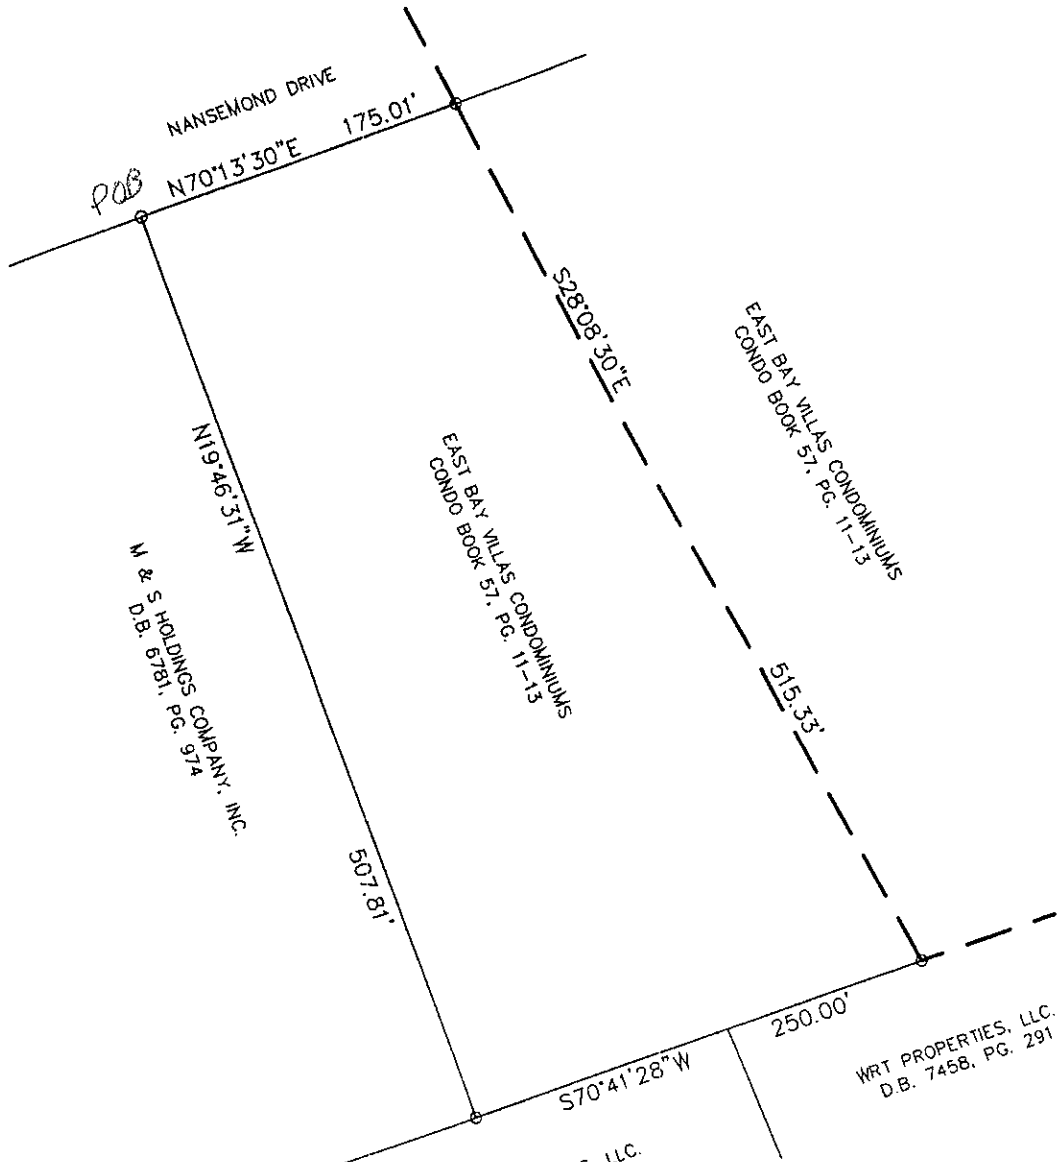 NANSEMOND DRIVE
175.01'
N70°13'30"E
POB
S28°08'30"E
EAST BAY VILLAS CONDOMINIUMS
CONDO BOOK 57, PG. 11-13
N19°46'31"W
EAST BAY VILLAS CONDOMINIUMS
CONDO BOOK 57, PG. 11-13
M & S HOLDINGS COMPANY, INC.
D.B. 6781, PG. 974
515.33'
507.81'
250.00'
S70°41'28"W
WRT PROPERTIES, LLC.
D.B. 7458, PG. 291
LLC.